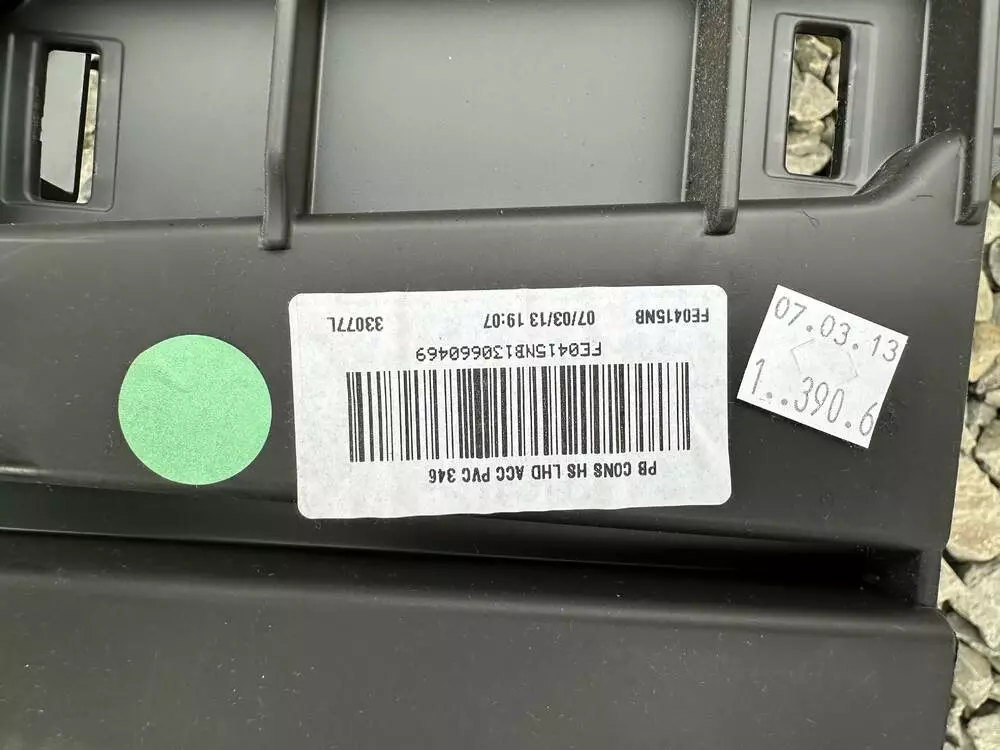 PB CONS HS LHD ACC PVC 346
FE0415NB130660469
FE0415NB 07/03/13 19:07 33077L
07.03.13
1..390.6